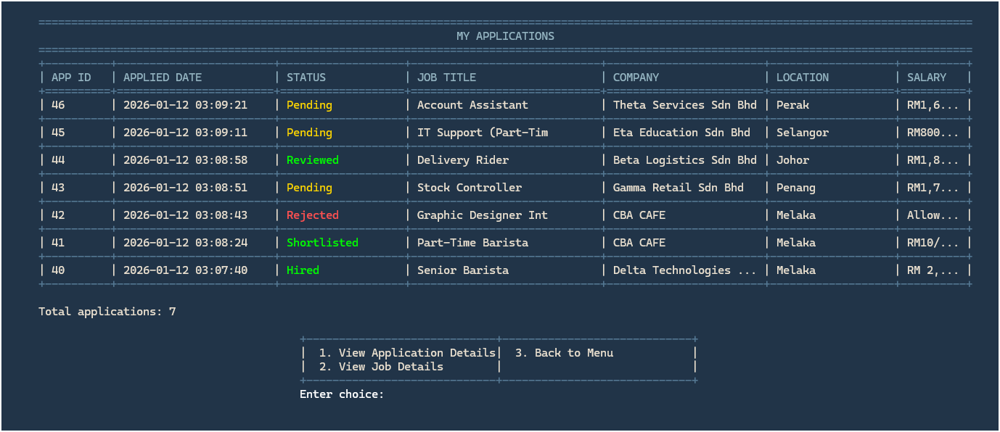 MY APPLICATIONS
| APP ID | APPLIED DATE | STATUS | JOB TITLE | COMPANY | LOCATION | SALARY |
| 46 | 2026-01-12 03:09:21 | Pending | Account Assistant | Theta Services Sdn Bhd | Perak | RM1,6... |
| 45 | 2026-01-12 03:09:11 | Pending | IT Support (Part-Tim | Eta Education Sdn Bhd | Selangor | RM800... |
| 44 | 2026-01-12 03:08:58 | Reviewed | Delivery Rider | Beta Logistics Sdn Bhd | Johor | RM1,8... |
| 43 | 2026-01-12 03:08:51 | Pending | Stock Controller | Gamma Retail Sdn Bhd | Penang | RM1,7... |
| 42 | 2026-01-12 03:08:43 | Rejected | Graphic Designer Int | CBA CAFE | Melaka | Allow... |
| 41 | 2026-01-12 03:08:24 | Shortlisted | Part-Time Barista | CBA CAFE | Melaka | RM10/... |
| 40 | 2026-01-12 03:07:40 | Hired | Senior Barista | Delta Technologies ... | Melaka | RM 2,... |
Total applications: 7
| 1. View Application Details| 3. Back to Menu |
| 2. View Job Details | |
Enter choice: